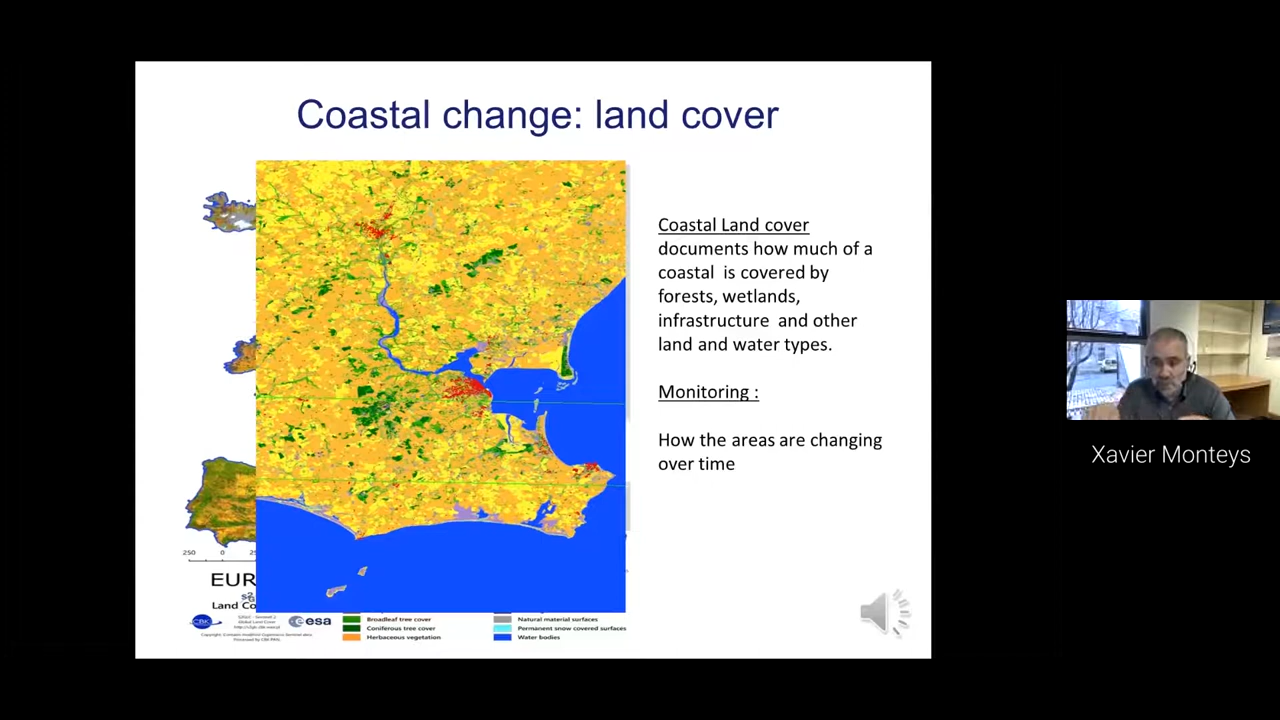 Coastal change: land cover
Coastal Land cover
documents how much of a
coastal is covered by
forests, wetlands,
infrastructure and other
land and water types.
Monitoring :
How the areas are changing
over time
Xavier Monteys
250 0
EUR
Land Co
CBK
esa
Broadleaf tree cover
Coniferous tree cover
Herbaceous vegetation
Natural material surfaces
Permanent snow covered surfaces
Water bodies